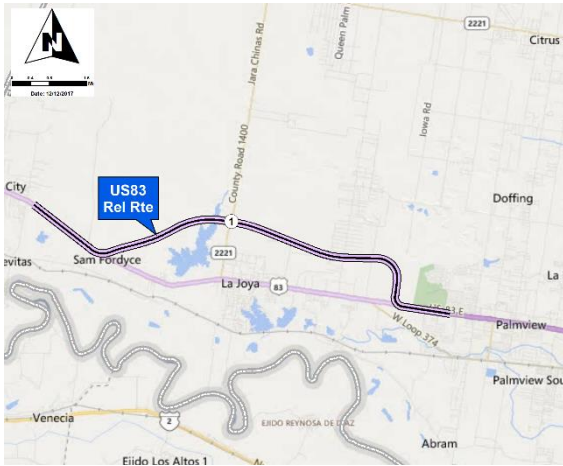 N
Date: 12/12/2017
2221
Citrus
Queen Palm
Jara Chinas Rd
Iowa Rd
County Road 1400
Doffing
City
US83
Rel Rte
1
2221
evitas
Sam Fordyce
La Joya
83
La
US-83 E
W Loop 374
Palmview
Palmview Sou
Venecia
2
EJIDO REYNOSA DE DIAZ
Abram
Ejido Los Altos 1